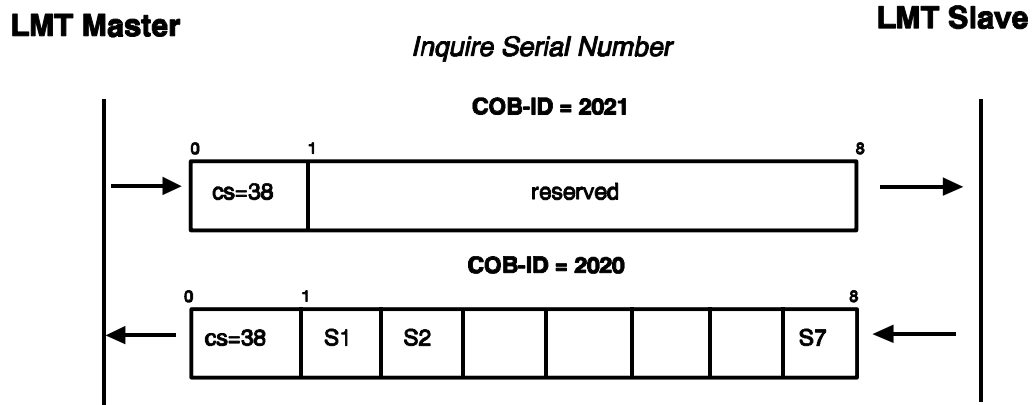 LMT Master
LMT Slave
Inquire Serial Number
COB-ID = 2021
0 1 8
cs=38 reserved
COB-ID = 2020
0 1 8
cs=38 S1 S2 S7